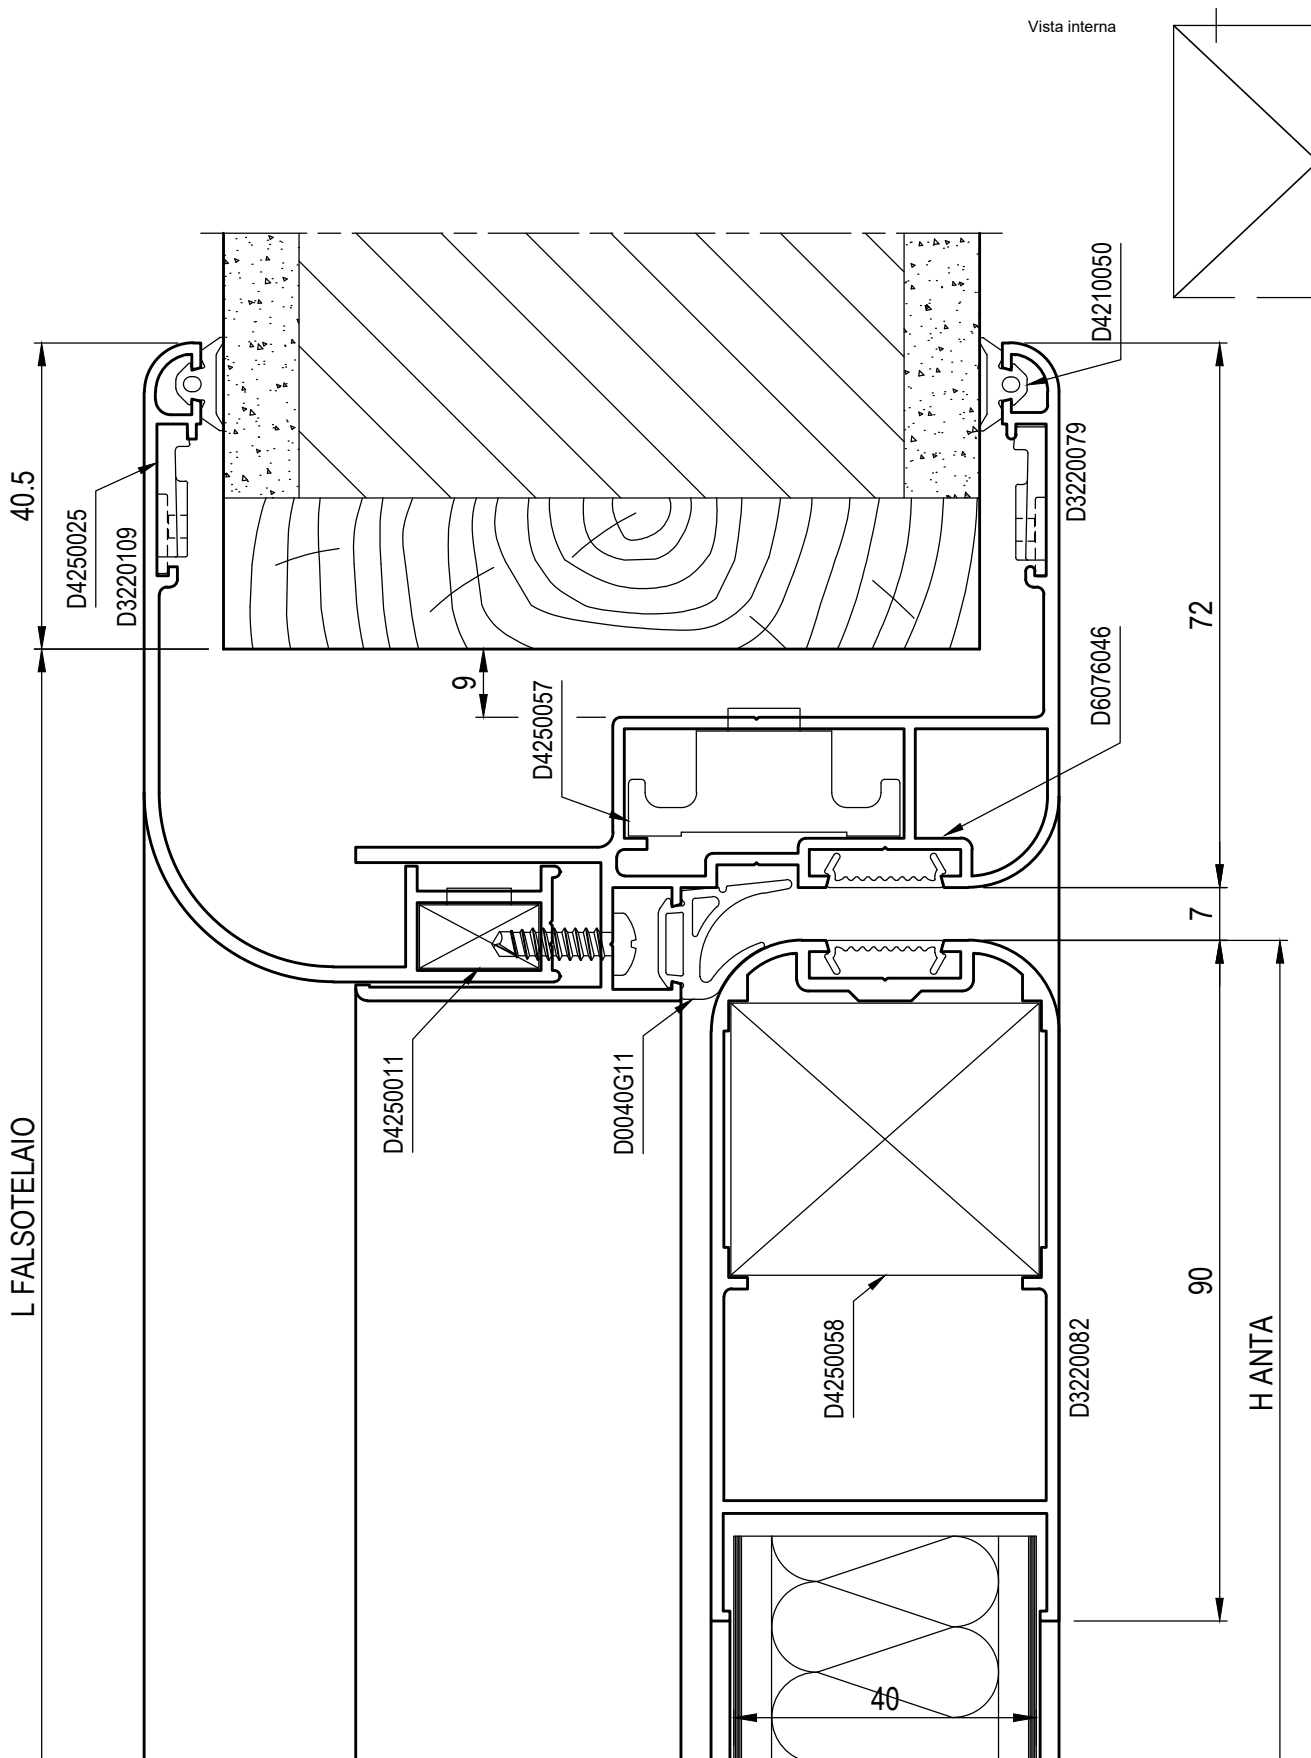 Vista interna
D4210050
40.5
D4250025
D3220109
D3220079
72
9
D4250057
D6076046
7
D4250011
D0040G11
L FALSOTELAIO
90
D4250058
D3220082
H ANTA
40